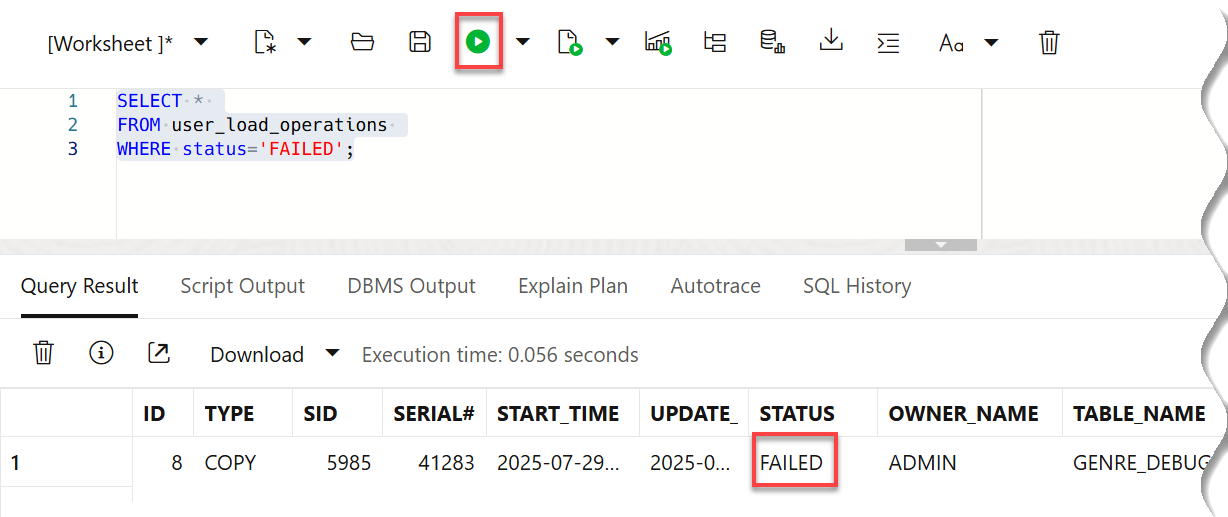 [Worksheet ]*
Aa
1 SELECT *
2 FROM user_load_operations
3 WHERE status='FAILED';
Query Result Script Output DBMS Output Explain Plan Autotrace SQL History
Download Execution time: 0.056 seconds
ID TYPE SID SERIAL# START_TIME UPDATE_ STATUS OWNER_NAME TABLE_NAME
1 8 COPY 5985 41283 2025-07-29... 2025-0... FAILED ADMIN GENRE_DEBUG